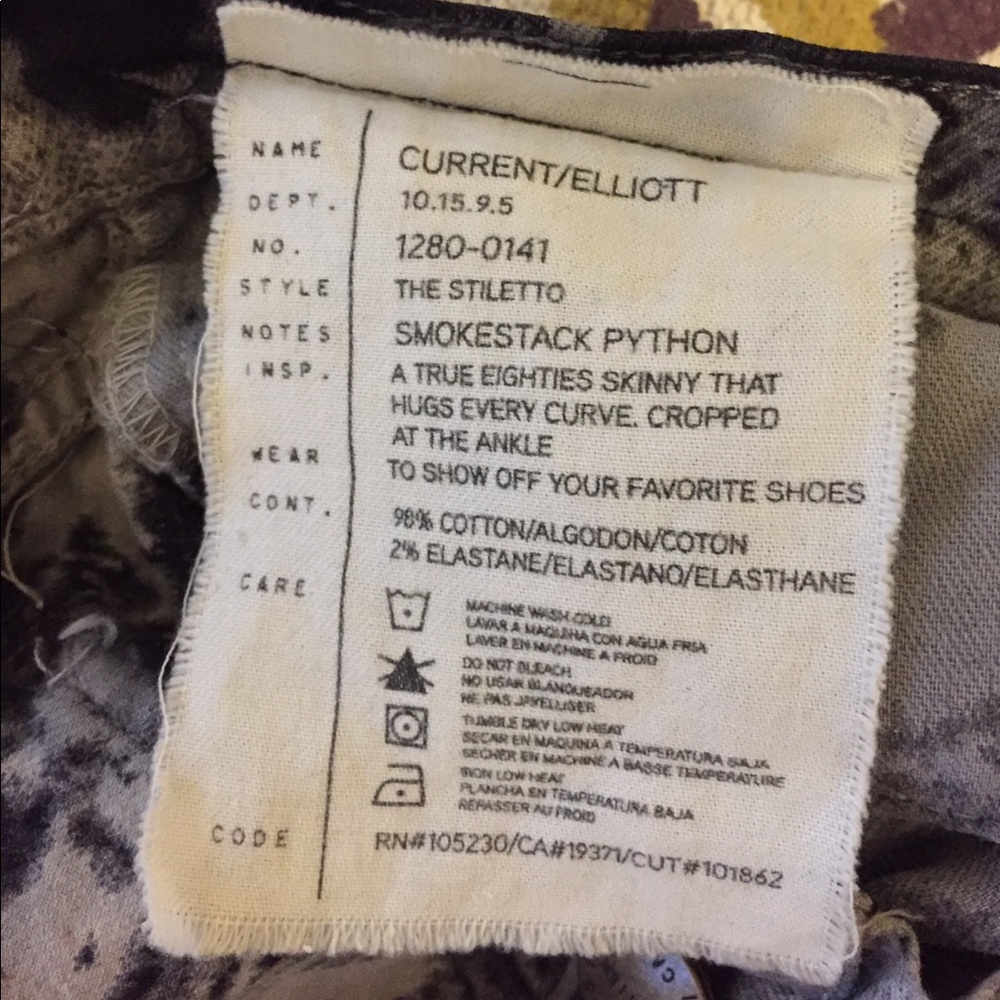 NAME CURRENT/ELLIOTT
DEPT. 10.15.9.5
NO. 1280-0141
STYLE THE STILETTO
NOTES SMOKESTACK PYTHON
INSP. A TRUE EIGHTIES SKINNY THAT
HUGS EVERY CURVE. CROPPED
AT THE ANKLE
WEAR TO SHOW OFF YOUR FAVORITE SHOES
CONT. 98% COTTON/ALGODON/COTON
2% ELASTANE/ELASTANO/ELASTHANE
CARE MACHINE WASH COLD
LAVAR A MAQUINA CON AGUA FRIA
LAVER EN MACHINE A FROID
DO NOT BLEACH
NO USAR BLANQUEADOR
NE PAS JAVELLISER
TUMBLE DRY LOW HEAT
SECAR EN MAQUINA A TEMPERATURA BAJA
SECHER EN MACHINE A BASSE TEMPERATURE
IRON LOW HEAT
PLANCHA EN TEMPERATURA BAJA
REPASSER AU FROID
CODE RN#105230/CA#19371/CUT#101862